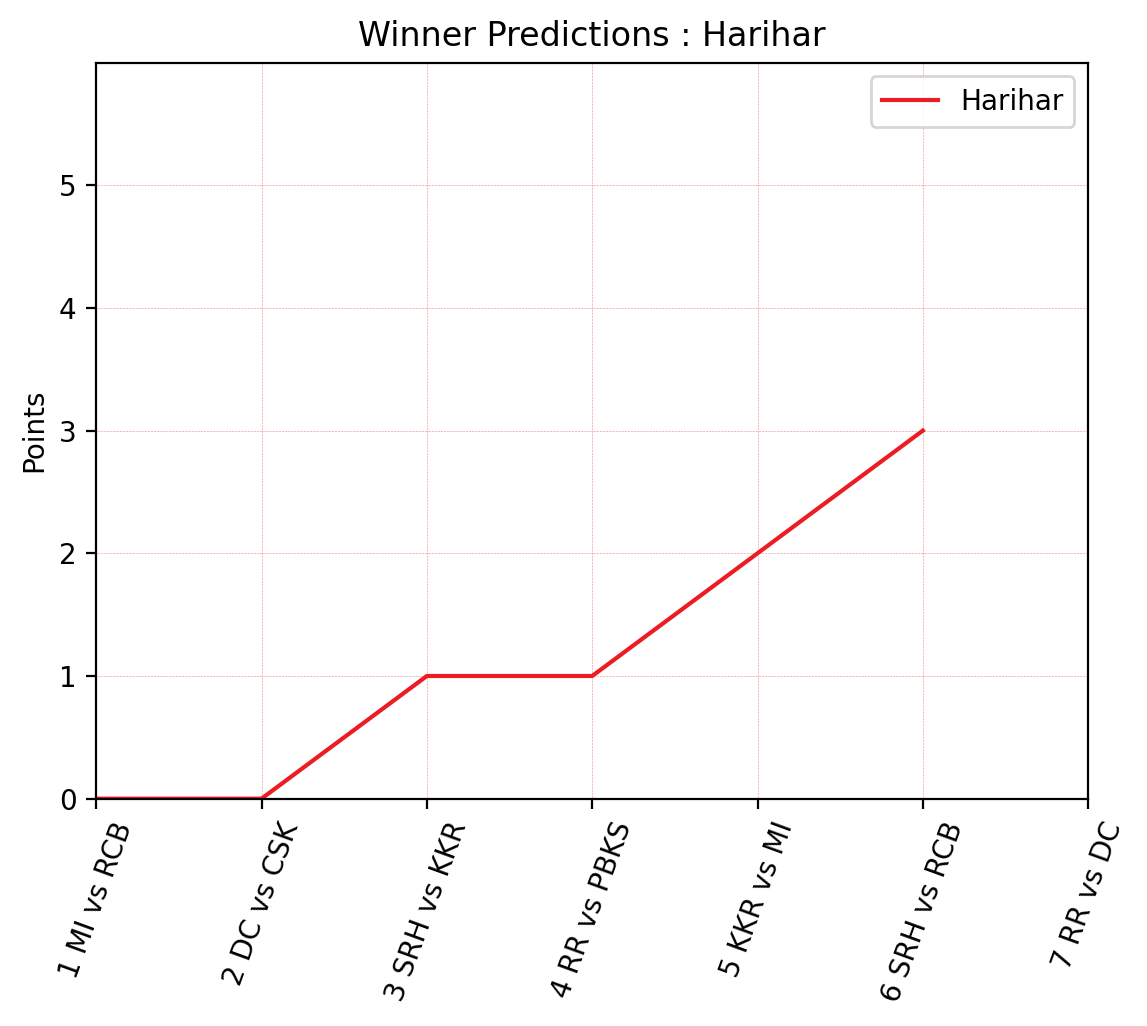 Winner Predictions : Harihar
Harihar
Points
5
4
3
2
1
0
1 MI vs RCB
2 DC vs CSK
3 SRH vs KKR
4 RR vs PBKS
5 KKR vs MI
6 SRH vs RCB
7 RR vs DC